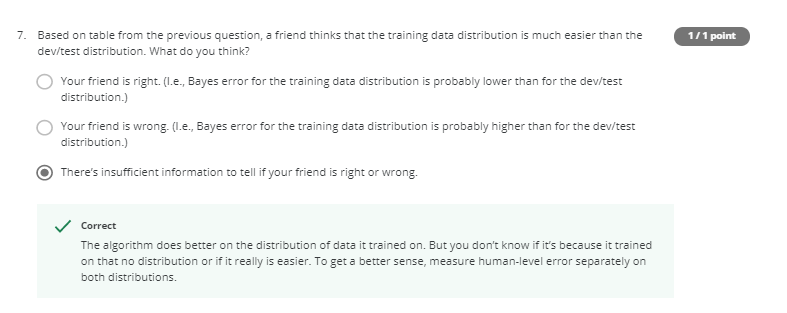 7. Based on table from the previous question, a friend thinks that the training data distribution is much easier than the
1 / 1 point
dev/test distribution. What do you think?
Your friend is right. (I.e., Bayes error for the training data distribution is probably lower than for the dev/test
distribution.)
Your friend is wrong. (I.e., Bayes error for the training data distribution is probably higher than for the dev/test
distribution.)
There's insufficient information to tell if your friend is right or wrong.
Correct
The algorithm does better on the distribution of data it trained on. But you don't know if it's because it trained
on that no distribution or if it really is easier. To get a better sense, measure human-level error separately on
both distributions.